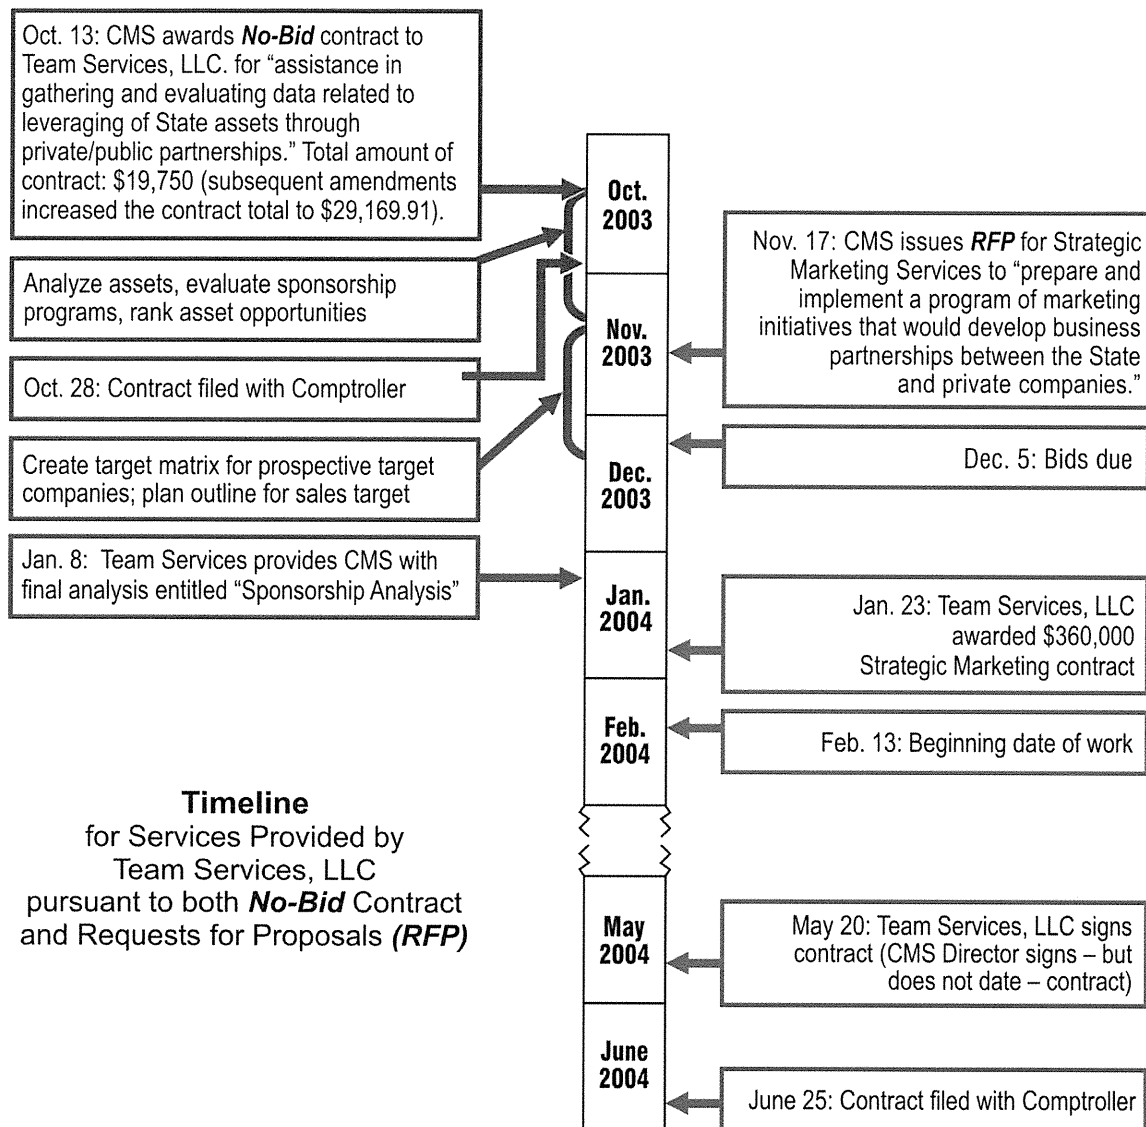 Oct. 13: CMS awards No-Bid contract to
Team Services, LLC. for “assistance in
gathering and evaluating data related to
leveraging of State assets through
private/public partnerships.” Total amount of
contract: $19,750 (subsequent amendments
increased the contract total to $29,169.91).
Analyze assets, evaluate sponsorship
programs, rank asset opportunities
Oct. 28: Contract filed with Comptroller
Create target matrix for prospective target
companies; plan outline for sales target
Jan. 8: Team Services provides CMS with
final analysis entitled “Sponsorship Analysis”
Oct.
2003
Nov.
2003
Dec.
2003
Jan.
2004
Feb.
2004
May
2004
June
2004
Nov. 17: CMS issues RFP for Strategic
Marketing Services to “prepare and
implement a program of marketing
initiatives that would develop business
partnerships between the State
and private companies.”
Dec. 5: Bids due
Jan. 23: Team Services, LLC
awarded $360,000
Strategic Marketing contract
Feb. 13: Beginning date of work
May 20: Team Services, LLC signs
contract (CMS Director signs – but
does not date – contract)
June 25: Contract filed with Comptroller
Timeline
for Services Provided by
Team Services, LLC
pursuant to both No-Bid Contract
and Requests for Proposals (RFP)